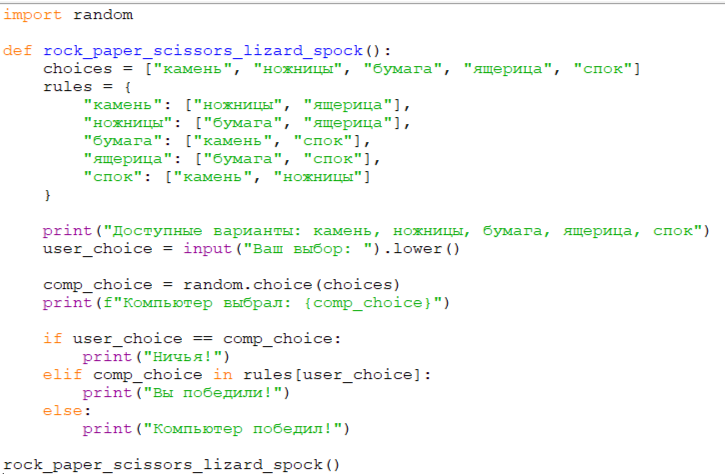 import random
def rock_paper_scissors_lizard_spock():
    choices = ["камень", "ножницы", "бумага", "ящерица", "спок"]
    rules = {
        "камень": ["ножницы", "ящерица"],
        "ножницы": ["бумага", "ящерица"],
        "бумага": ["камень", "спок"],
        "ящерица": ["бумага", "спок"],
        "спок": ["камень", "ножницы"]
    }
    print("Доступные варианты: камень, ножницы, бумага, ящерица, спок")
    user_choice = input("Ваш выбор: ").lower()
    comp_choice = random.choice(choices)
    print(f"Компьютер выбрал: {comp_choice}")
    if user_choice == comp_choice:
        print("Ничья!")
    elif comp_choice in rules[user_choice]:
        print("Вы победили!")
    else:
        print("Компьютер победил!")
rock_paper_scissors_lizard_spock()